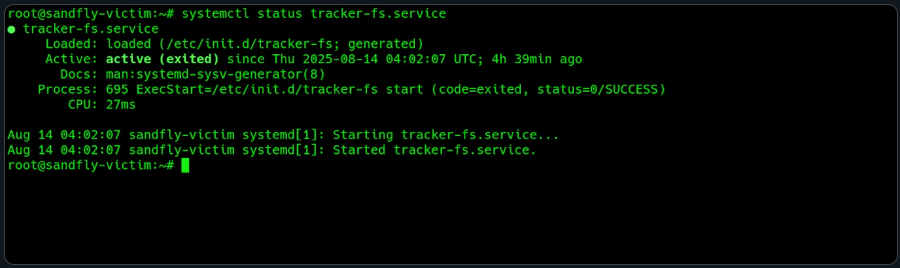 root@sandfly-victim:~# systemctl status tracker-fs.service
● tracker-fs.service
Loaded: loaded (/etc/init.d/tracker-fs; generated)
Active: active (exited) since Thu 2025-08-14 04:02:07 UTC; 4h 39min ago
Docs: man:systemd-sysv-generator(8)
Process: 695 ExecStart=/etc/init.d/tracker-fs start (code=exited, status=0/SUCCESS)
CPU: 27ms
Aug 14 04:02:07 sandfly-victim systemd[1]: Starting tracker-fs.service...
Aug 14 04:02:07 sandfly-victim systemd[1]: Started tracker-fs.service.
root@sandfly-victim:~#